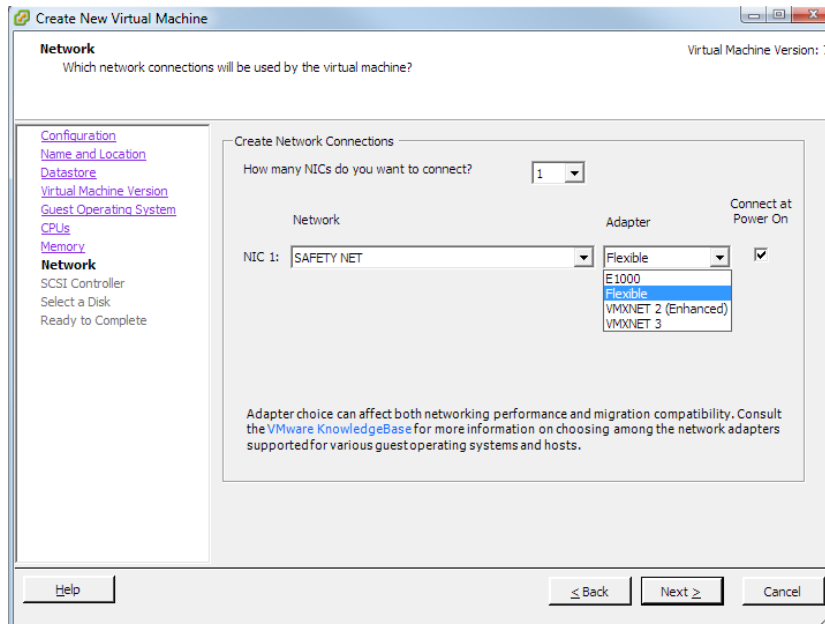 Create New Virtual Machine
Network
Which network connections will be used by the virtual machine?
Virtual Machine Version:
Configuration
Name and Location
Datastore
Virtual Machine Version
Guest Operating System
CPUs
Memory
Network
SCSI Controller
Select a Disk
Ready to Complete
Create Network Connections
How many NICs do you want to connect?
1
Network
Adapter
Connect at
Power On
NIC 1:
SAFETY NET
Flexible
E1000
Flexible
VMXNET 2 (Enhanced)
VMXNET 3
Adapter choice can affect both networking performance and migration compatibility. Consult
the VMware KnowledgeBase for more information on choosing among the network adapters
supported for various guest operating systems and hosts.
Help
< Back
Next >
Cancel